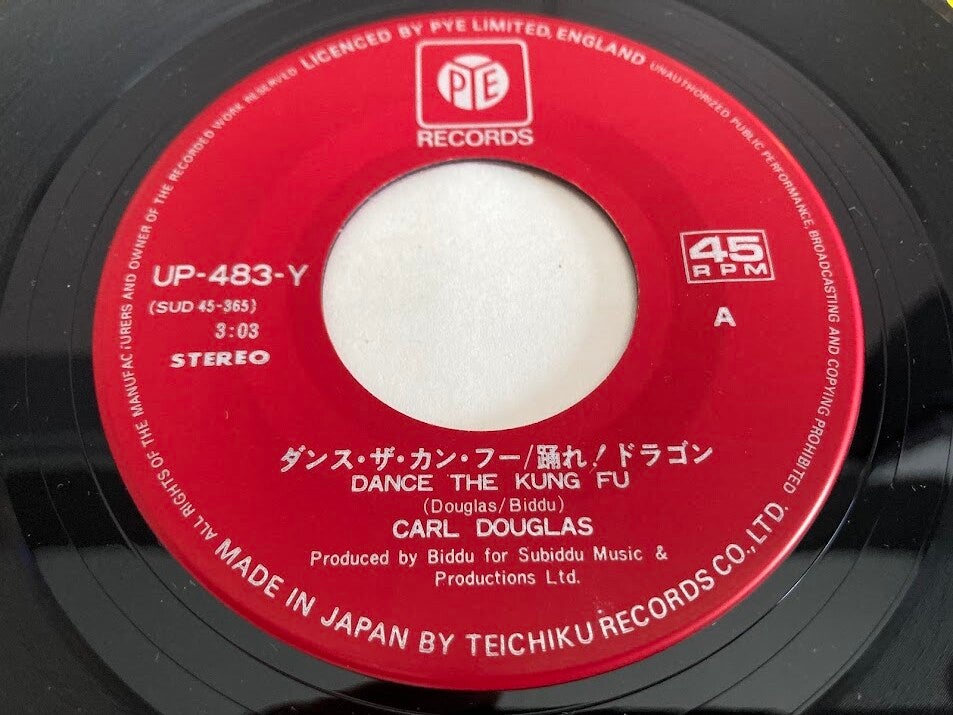 ALL RIGHTS OF THE MANUFACTURERS AND OWNER OF THE RECORDED WORK RESERVED LICENCED BY PYE LIMITED, ENGLAND UNAUTHORIZED PUBLIC PERFORMANCE, BROADCASTING AND COPYING PROHIBITED
PYE
RECORDS
45
RPM
UP-483-Y
(SUD 45-365)
3:03
STEREO
A
ダンス・ザ・カン・フー/踊れ!ドラゴン
DANCE THE KUNG FU
(Douglas/Biddu)
CARL DOUGLAS
Produced by Biddu for Subiddu Music &
Productions Ltd.
MADE IN JAPAN BY TEICHIKU RECORDS CO., LTD.